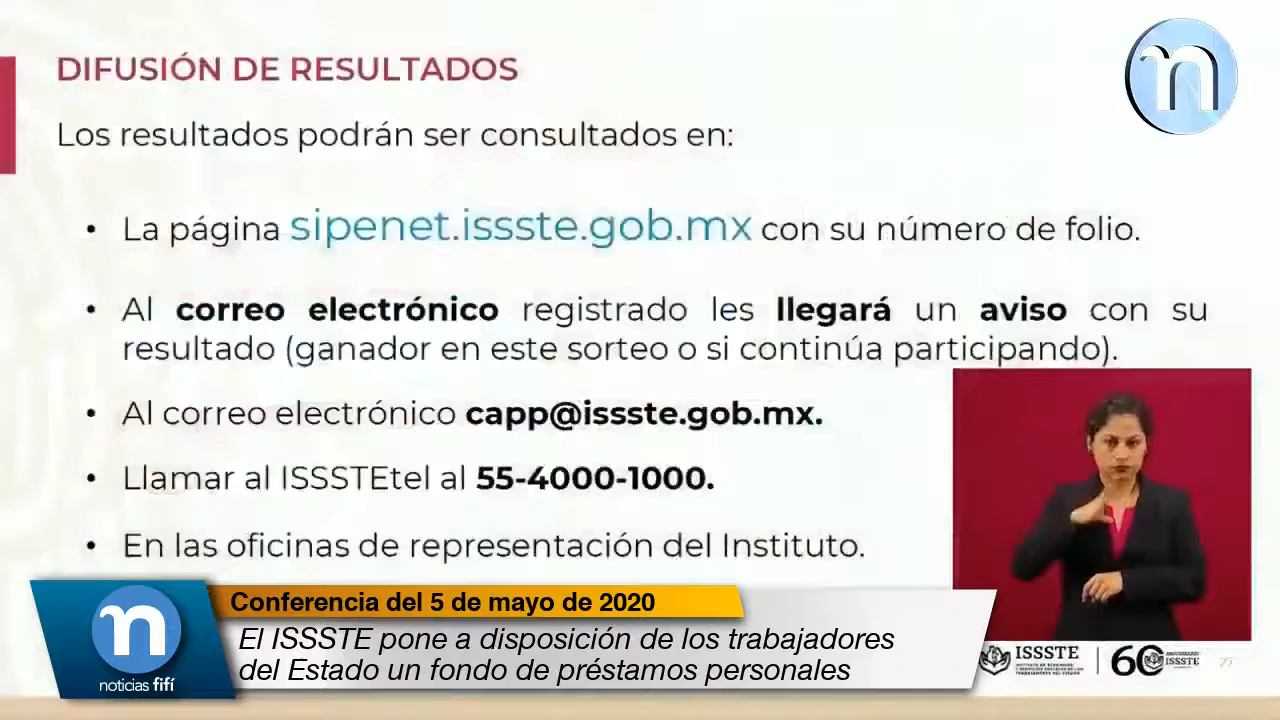 DIFUSIÓN DE RESULTADOS
n
Los resultados podrán ser consultados en:
• La página sipenet.issste.gob.mx con su número de folio.
• Al correo electrónico registrado les llegará un aviso con su
resultado (ganador en este sorteo o si continúa participando).
• Al correo electrónico capp@issste.gob.mx.
• Llamar al ISSSTEtel al 55-4000-1000.
• En las oficinas de representación del Instituto.
Conferencia del 5 de mayo de 2020
El ISSSTE pone a disposición de los trabajadores
del Estado un fondo de préstamos personales
n
noticias fifí
ISSSTE
60
ANIVERSARIO
ISSSTE
27